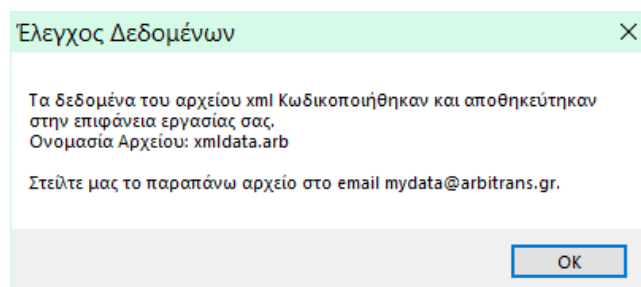 Έλεγχος Δεδομένων
Τα δεδομένα του αρχείου xml Κωδικοποιήθηκαν και αποθηκεύτηκαν
στην επιφάνεια εργασίας σας.
Ονομασία Αρχείου: xmldata.arb
Στείλτε μας το παραπάνω αρχείο στο email mydata@arbitrans.gr.
OK